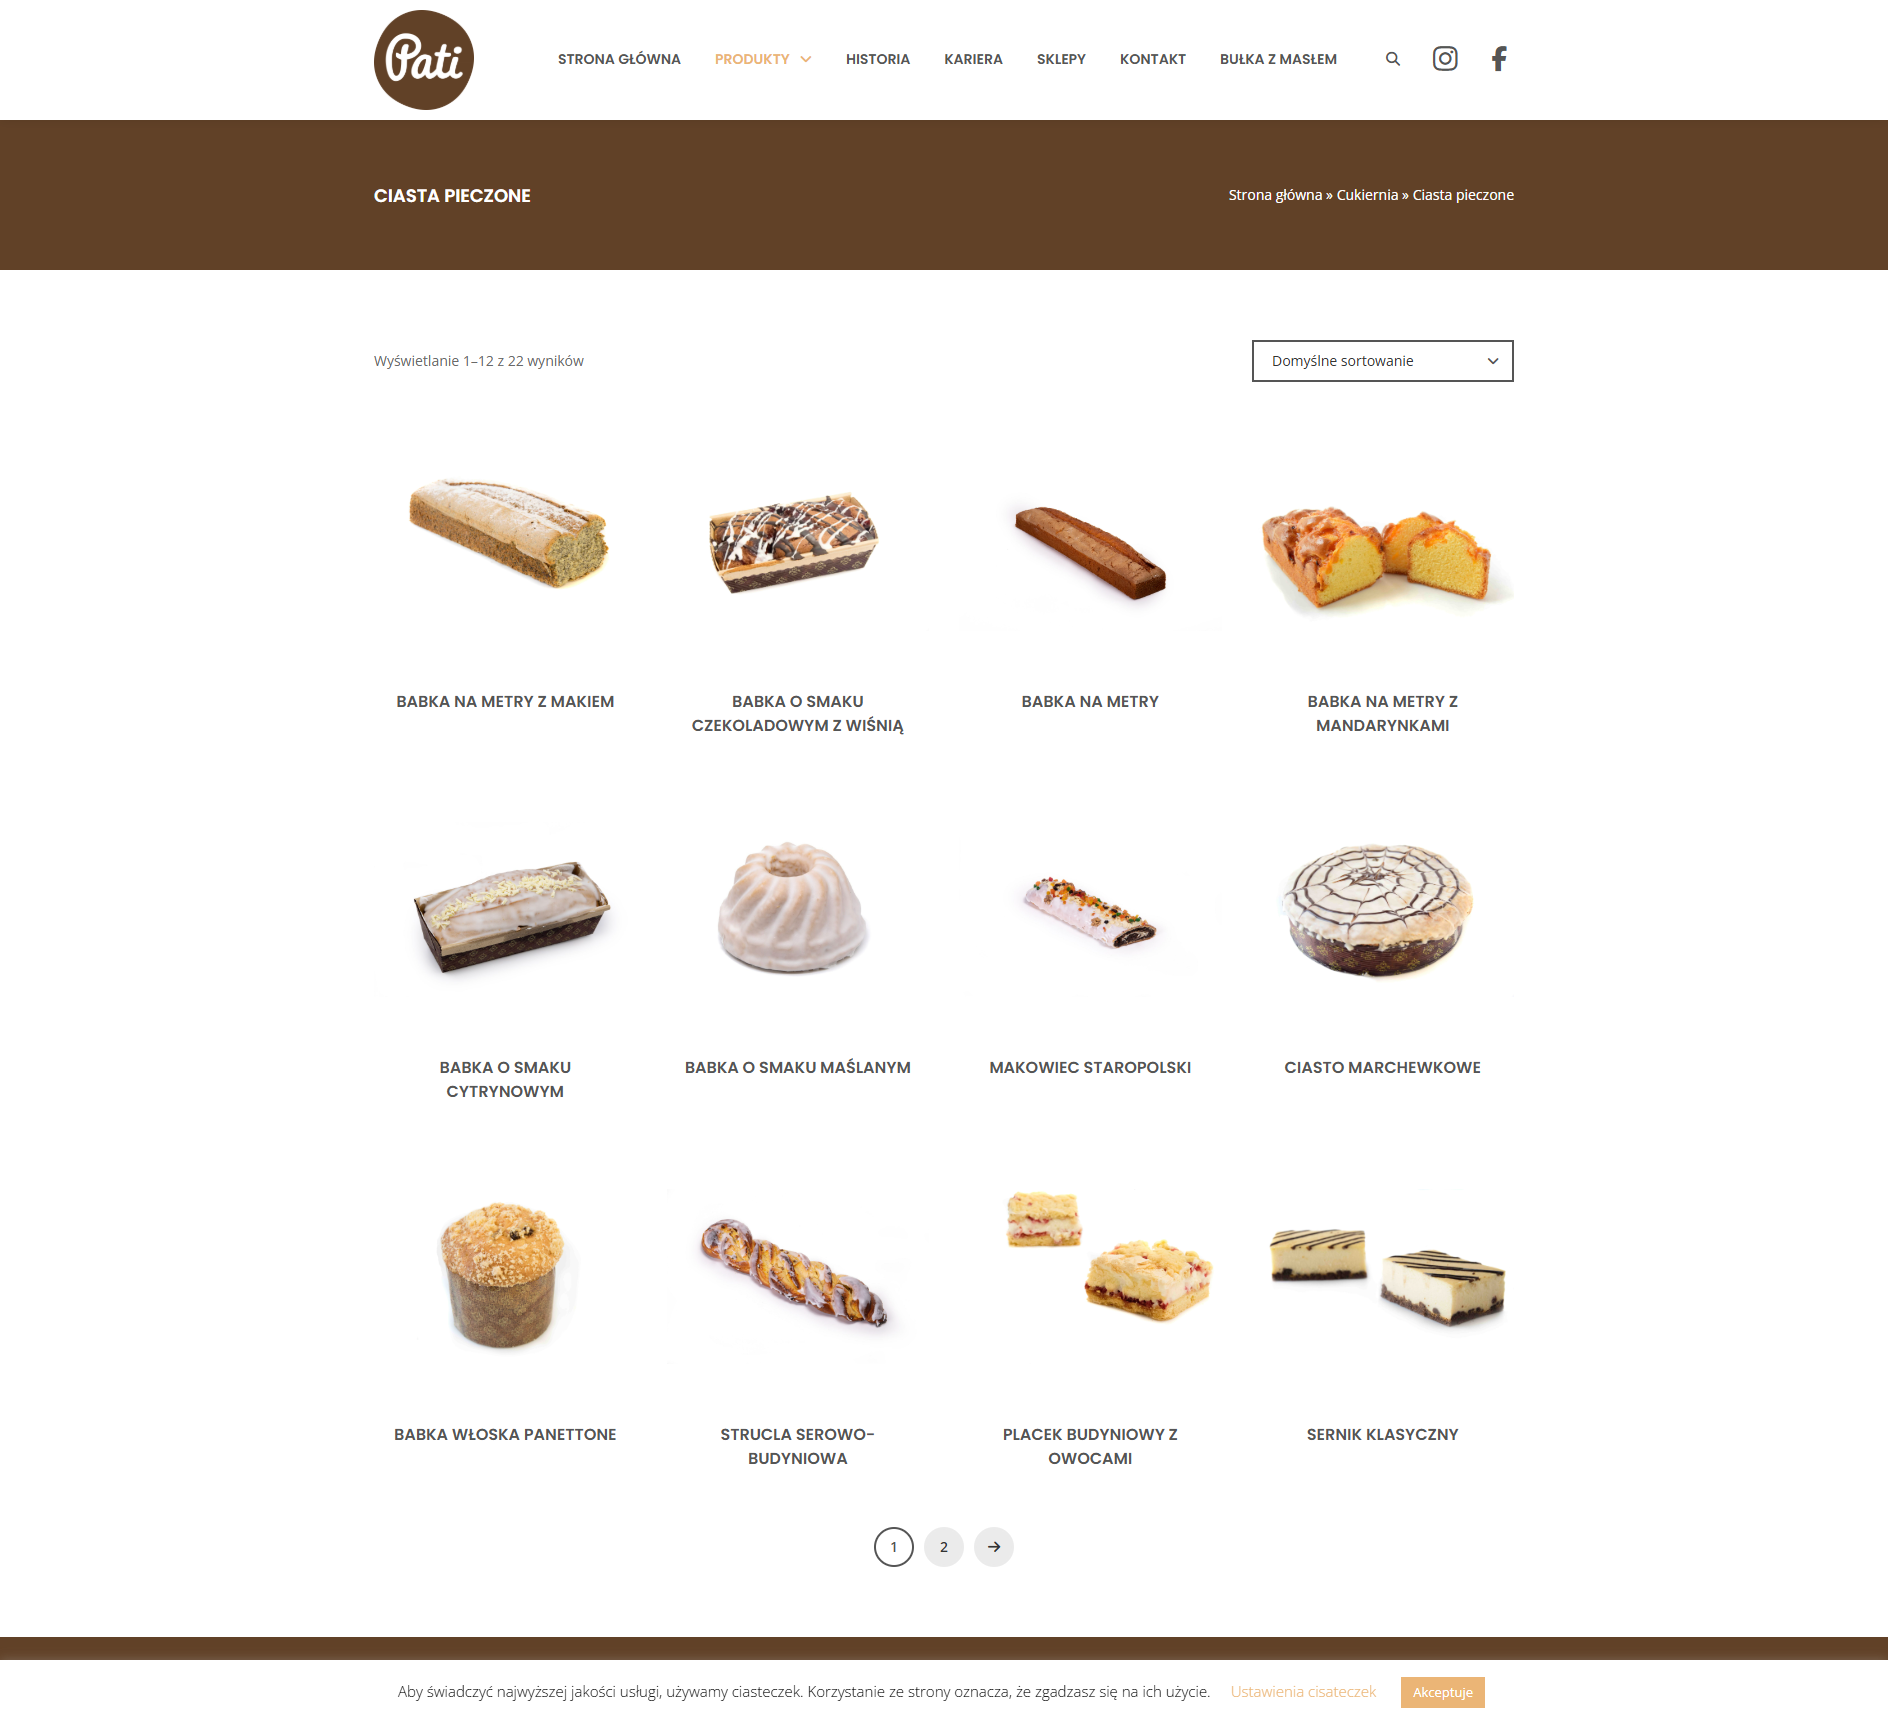 Pati
STRONA GŁÓWNA PRODUKTY HISTORIA KARIERA SKLEPY KONTAKT BUŁKA Z MASŁEM
CIASTA PIECZONE
Strona główna » Cukiernia » Ciasta pieczone
Wyświetlanie 1–12 z 22 wyników
Domyślne sortowanie
BABKA NA METRY Z MAKIEM
BABKA O SMAKU
CZEKOLADOWYM Z WIŚNIĄ
BABKA NA METRY
BABKA NA METRY Z
MANDARYNKAMI
BABKA O SMAKU
CYTRYNOWYM
BABKA O SMAKU MAŚLANYM
MAKOWIEC STAROPOLSKI
CIASTO MARCHEWKOWE
BABKA WŁOSKA PANETTONE
STRUCLA SEROWO-
BUDYNIOWA
PLACEK BUDYNIOWY Z
OWOCAMI
SERNIK KLASYCZNY
1 2
Aby świadczyć najwyższej jakości usługi, używamy ciasteczek. Korzystanie ze strony oznacza, że zgadzasz się na ich użycie. Ustawienia cisateczek Akceptuje